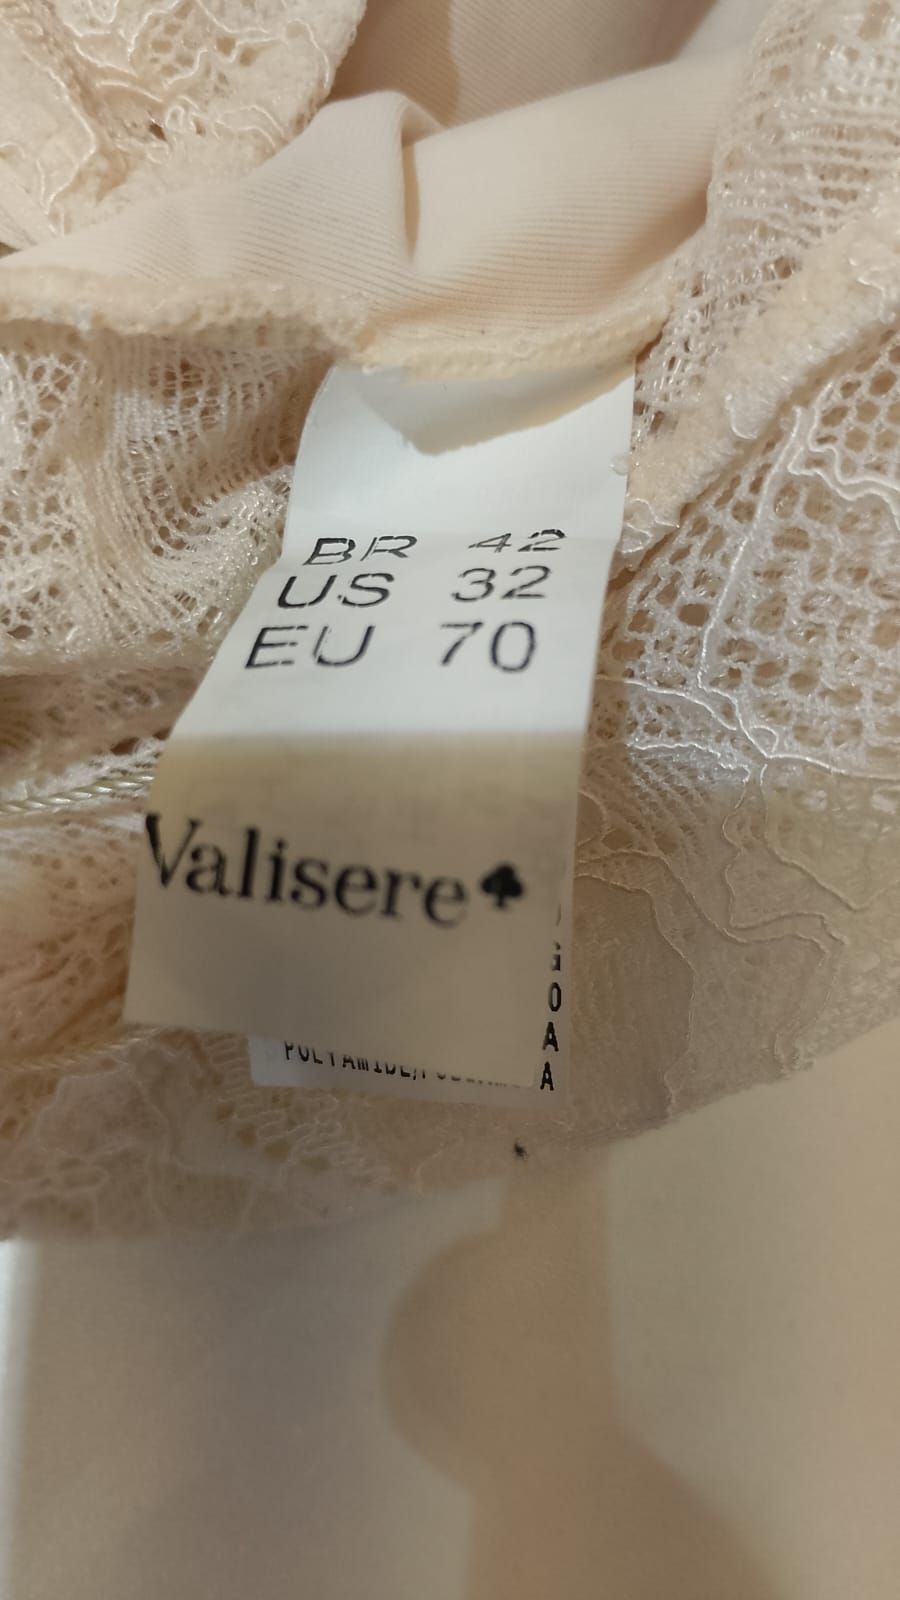 BR 42
US 32
EU 70
Valisere